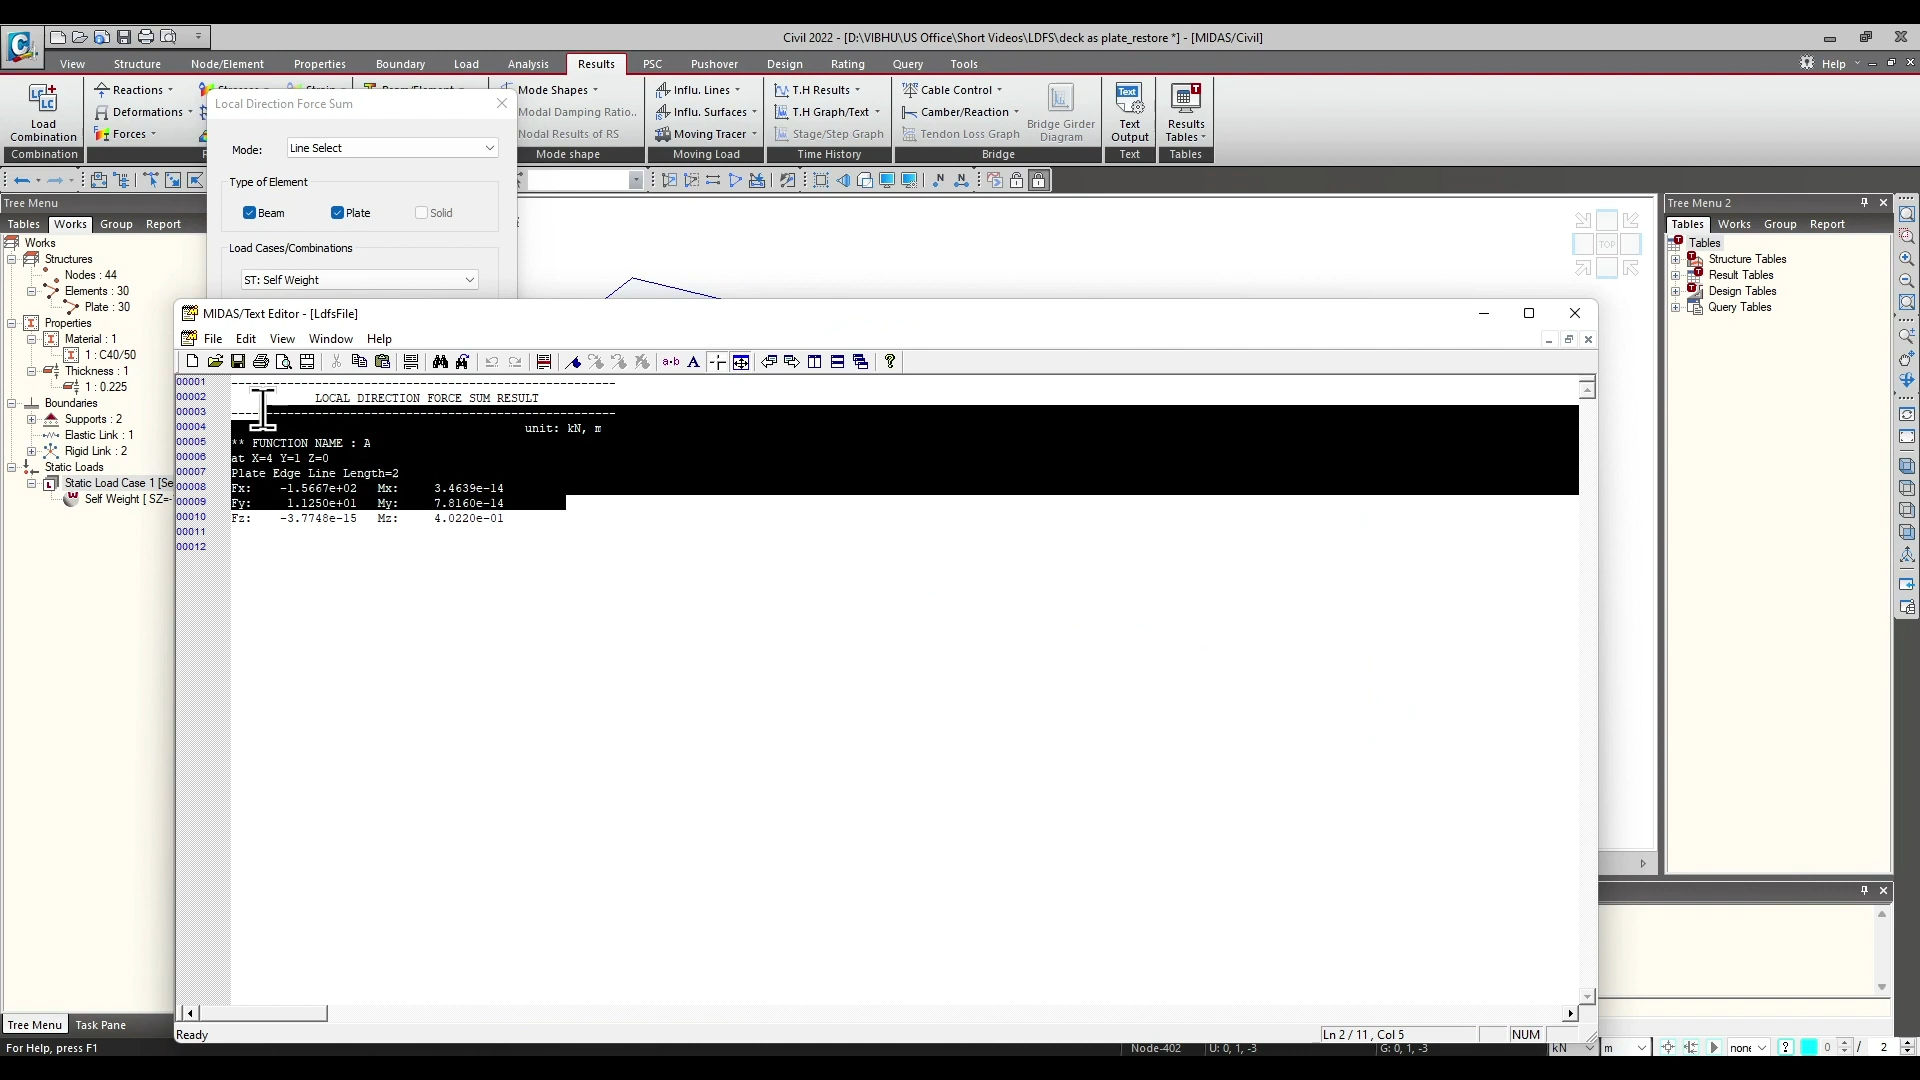 Civil 2022 - [D:\VIBHU\US Office\Short Videos\LDFS\deck as plate_restore *] - [MIDAS/Civil]
View Structure Node/Element Properties Boundary Load Analysis Results PSC Pushover Design Rating Query Tools Help
Load Combination
Reactions
Deformations
Forces
Mode Shapes
Modal Damping Ratio..
Nodal Results of RS
Influ. Lines
Influ. Surfaces
Moving Tracer
T.H Results
T.H Graph/Text
Stage/Step Graph
Cable Control
Camber/Reaction
Tendon Loss Graph
Bridge Girder Diagram
Text Output
Results Tables
Combination Mode shape Moving Load Time History Bridge Text Tables
Local Direction Force Sum
Mode: Line Select
Type of Element
Beam Plate Solid
Load Cases/Combinations
ST: Self Weight
Tree Menu
Tables Works Group Report
Works
Structures
Nodes : 44
Elements : 30
Plate : 30
Properties
Material : 1
1 : C40/50
Thickness : 1
1 : 0.225
Boundaries
Supports : 2
Elastic Link : 1
Rigid Link : 2
Static Loads
Static Load Case 1 [Se
Self Weight [ SZ=-
TOP
Tree Menu 2
Tables Works Group Report
Tables
Structure Tables
Result Tables
Design Tables
Query Tables
MIDAS/Text Editor - [LdfsFile]
File Edit View Window Help
00001
00002 LOCAL DIRECTION FORCE SUM RESULT
00003
00004 unit: kN, m
00005 ** FUNCTION NAME : A
00006 at X=4 Y=1 Z=0
00007 Plate Edge Line Length=2
00008 Fx: -1.5667e+02 Mx: 3.4639e-14
00009 Fy: 1.1250e+01 My: 7.8160e-14
00010 Fz: -3.7748e-15 Mz: 4.0220e-01
00011
00012
Ready Ln 2 / 11 , Col 5 NUM
Tree Menu Task Pane
For Help, press F1 Node-402 U: 0, 1, -3 G: 0, 1, -3 kN m none 0 / 2